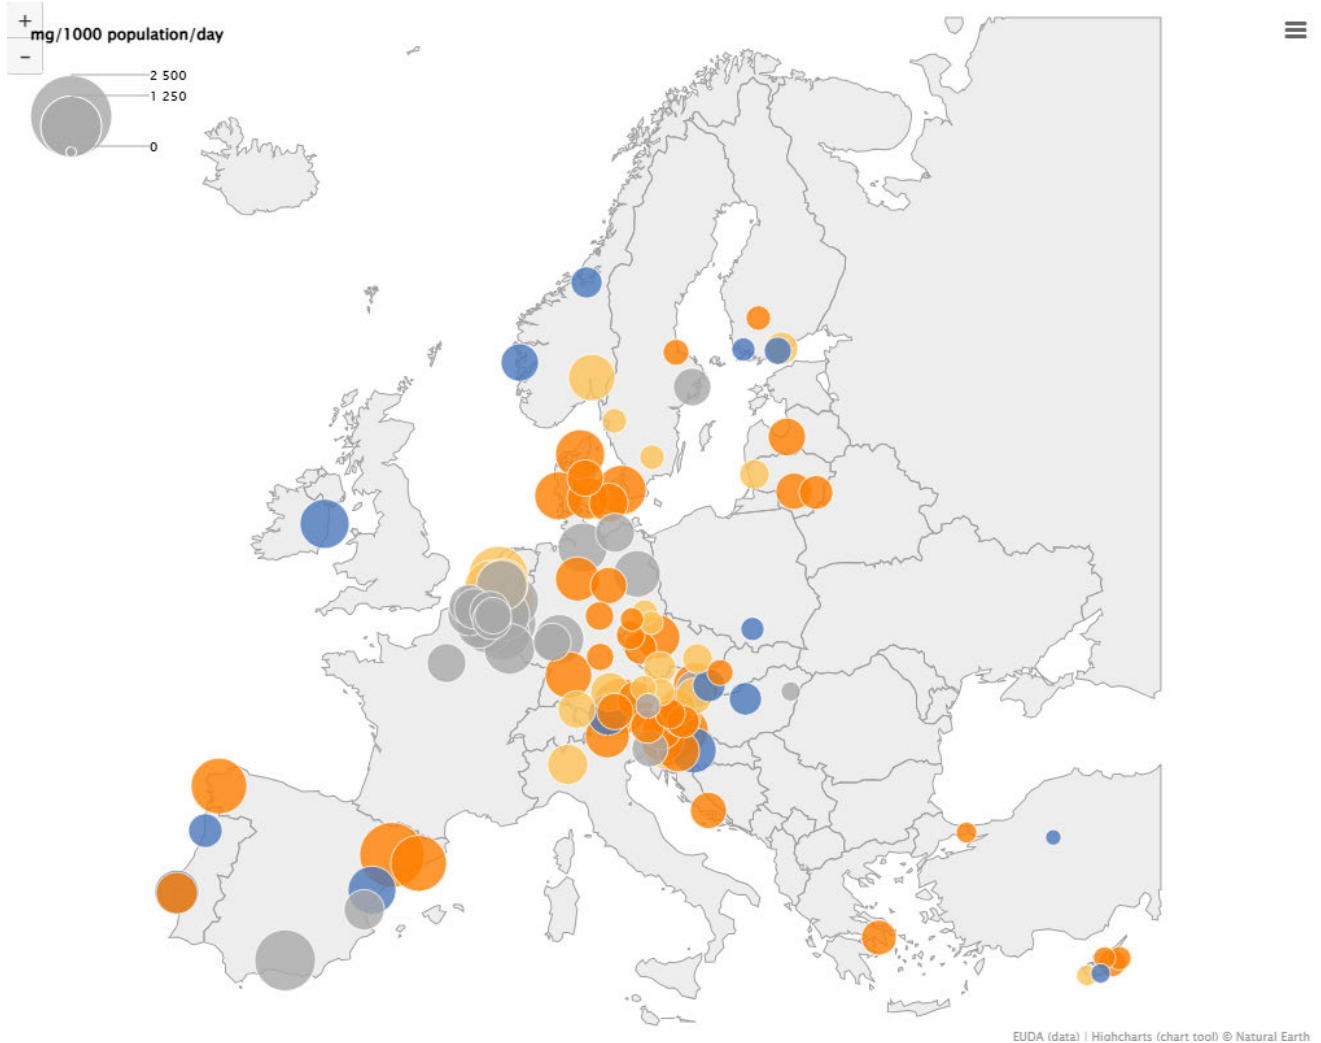 +
mg/1000 population/day
−
2 500
1 250
0
EUDA (data) | Highcharts (chart tool) © Natural Earth